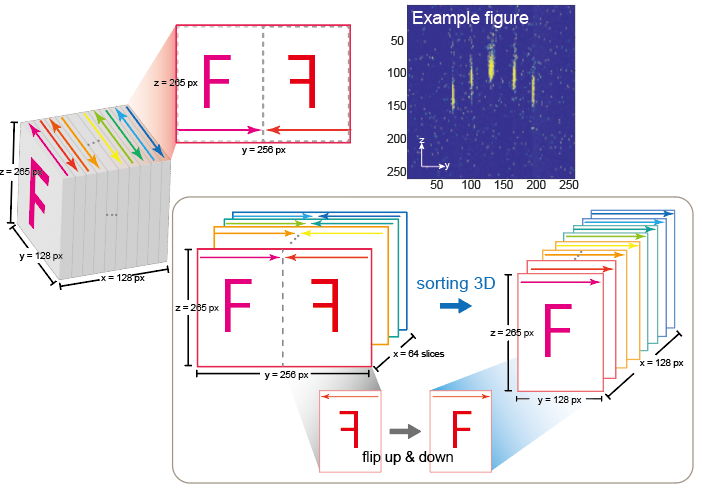 F
F
z = 265 px
y = 256 px
Example figure
50
100
150
200
250
z
y
50
100
150
200
250
F
z = 265 px
...
...
y = 128 px
x = 128 px
F
F
z = 265 px
y = 256 px
x = 64 slices
sorting 3D
F
z = 265 px
y = 128 px
x = 128 px
F
F
flip up & down